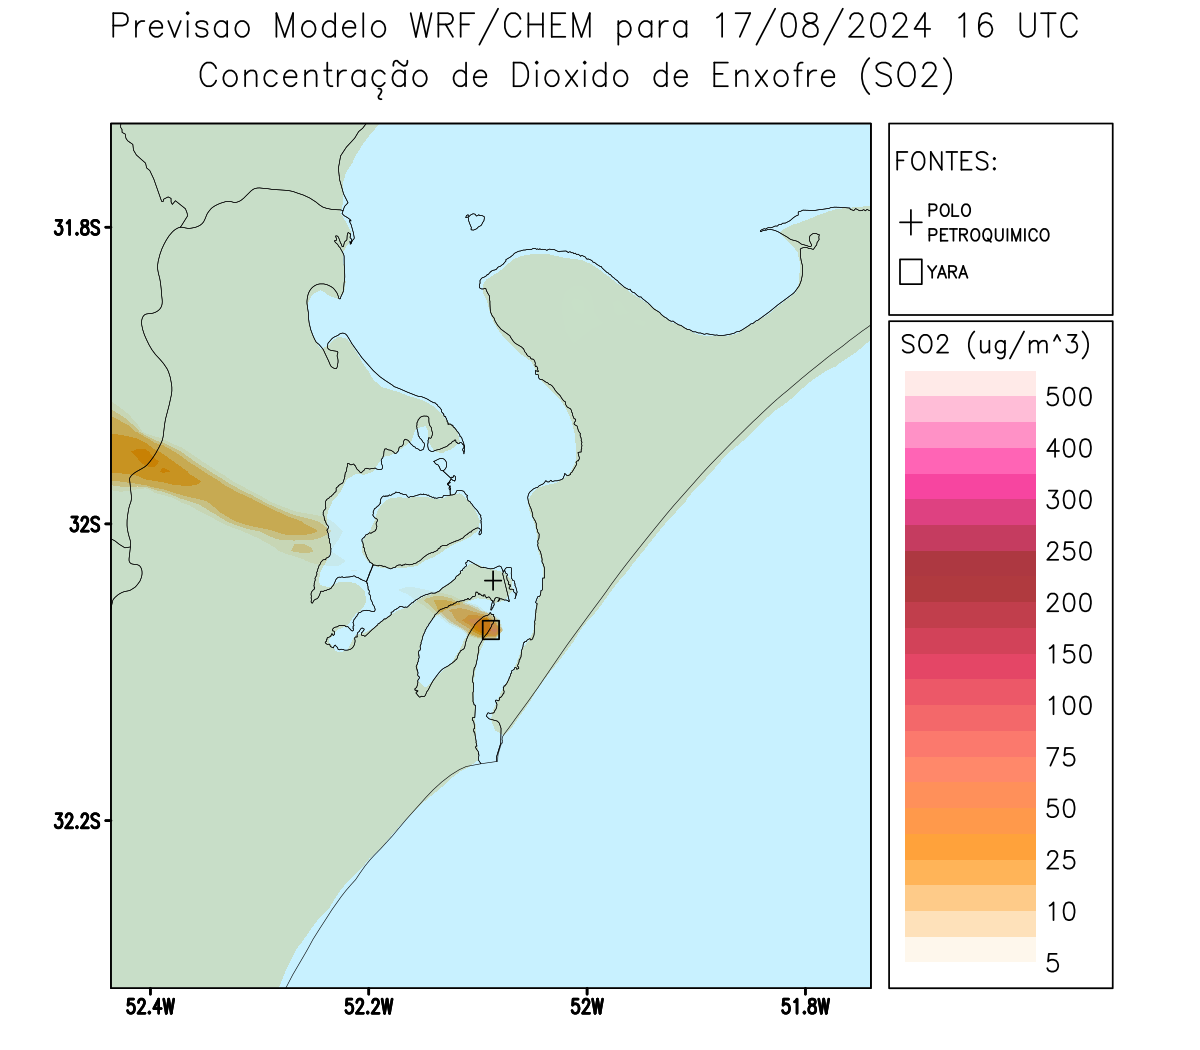 Previsao Modelo WRF/CHEM para 17/08/2024 16 UTC
Concentração de Dioxido de Enxofre (SO2)
31.8S
32S
32.2S
52.4W
52.2W
52W
51.8W
FONTES:
POLO
PETROQUIMICO
YARA
SO2 (ug/m^3)
500
400
300
250
200
150
100
75
50
25
10
5